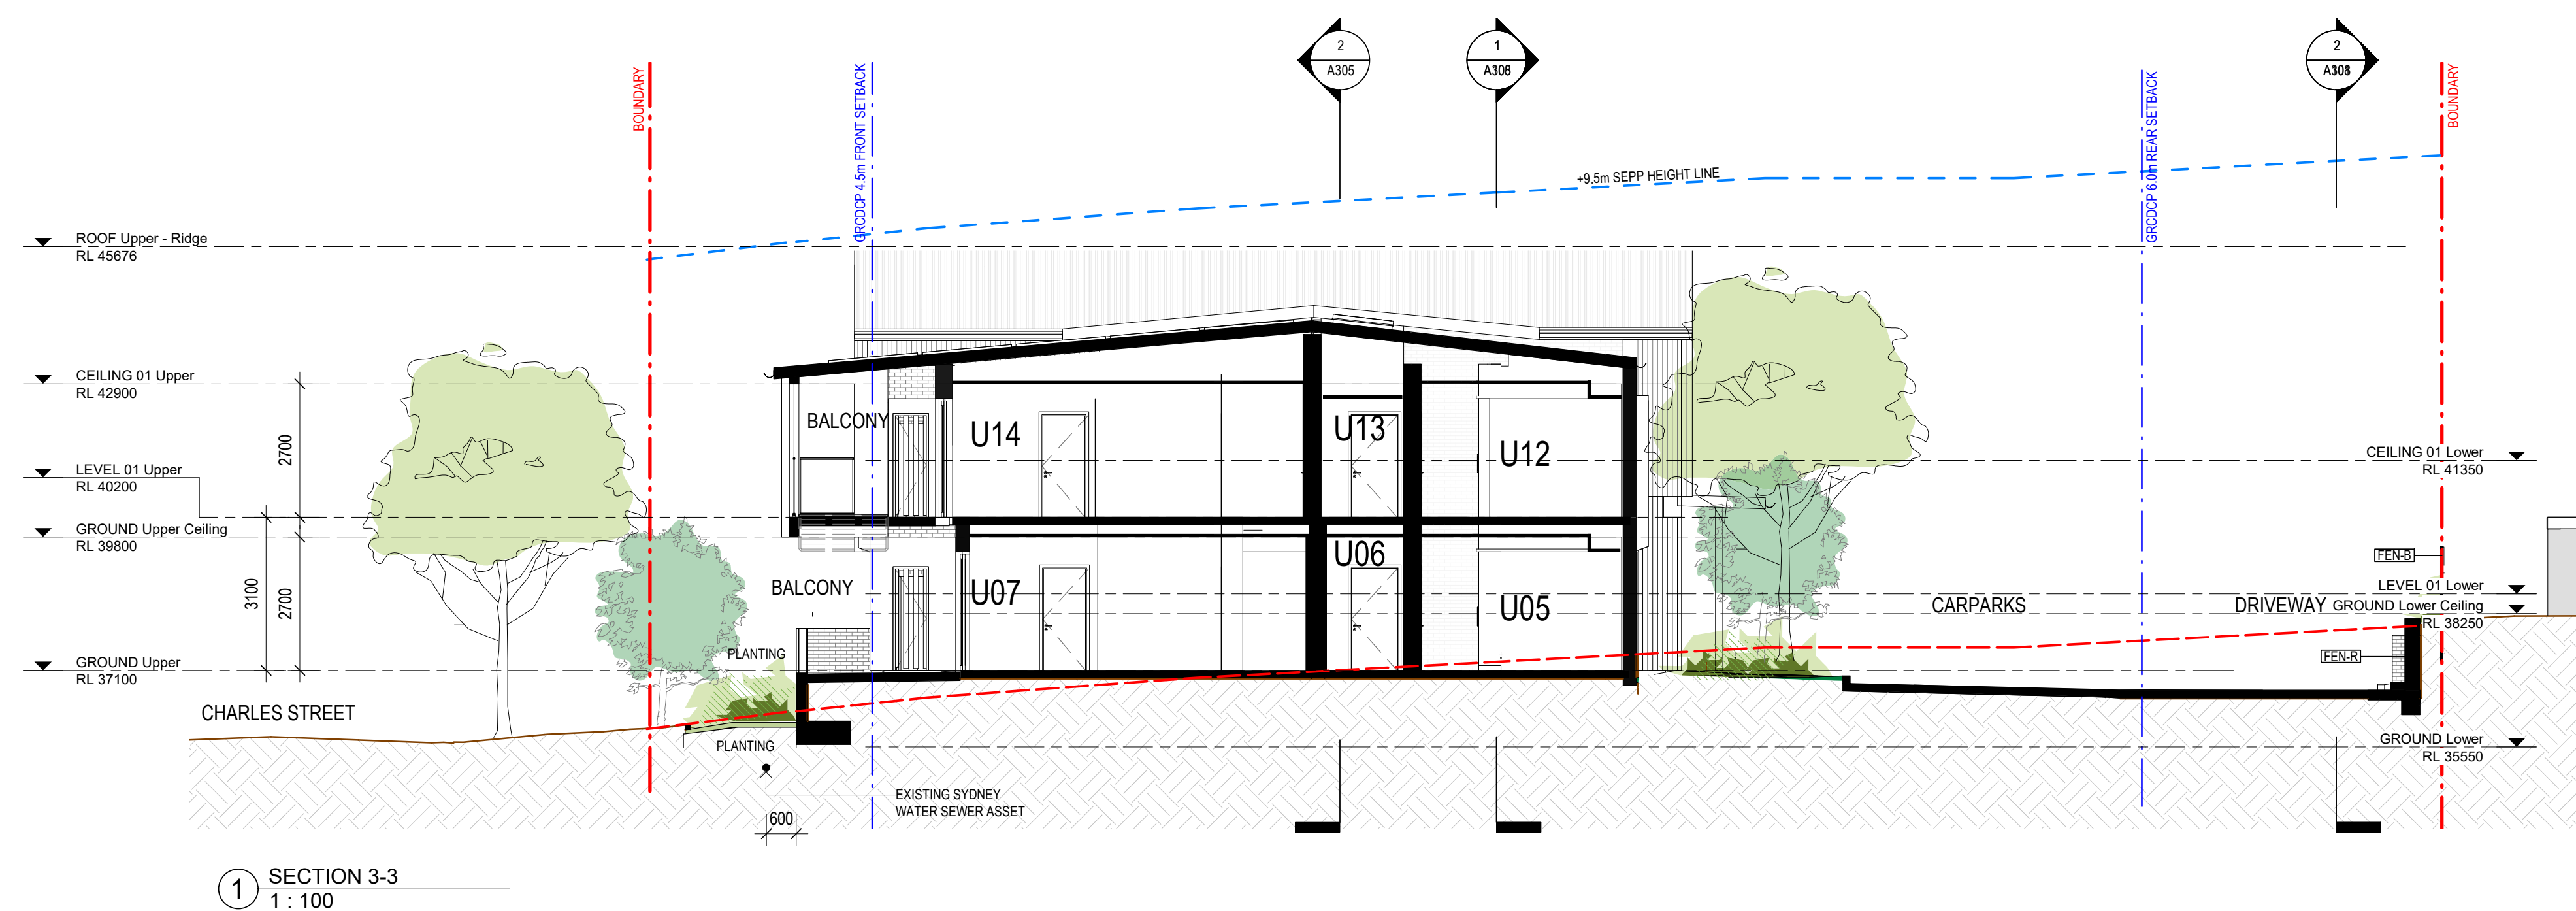 2
A305
1
2
BOUNDARY
GRCDCP 4.5m FRONT SETBACK
GRCDCP 6.0m REAR SETBACK
BOUNDARY
+9.5m SEPP HEIGHT LINE
ROOF Upper - Ridge
RL 45676
CEILING 01 Upper
RL 42900
LEVEL 01 Upper
RL 40200
GROUND Upper Ceiling
RL 39800
GROUND Upper
RL 37100
2700
3100
2700
BALCONY
U14
U13
U12
BALCONY
U07
U06
U05
PLANTING
CHARLES STREET
PLANTING
EXISTING SYDNEY
WATER SEWER ASSET
600
CEILING 01 Lower
RL 41350
FEN-B
LEVEL 01 Lower
CARPARKS
DRIVEWAY
GROUND Lower Ceiling
RL 38250
FEN-R
GROUND Lower
RL 35550
1
SECTION 3-3
1 : 100